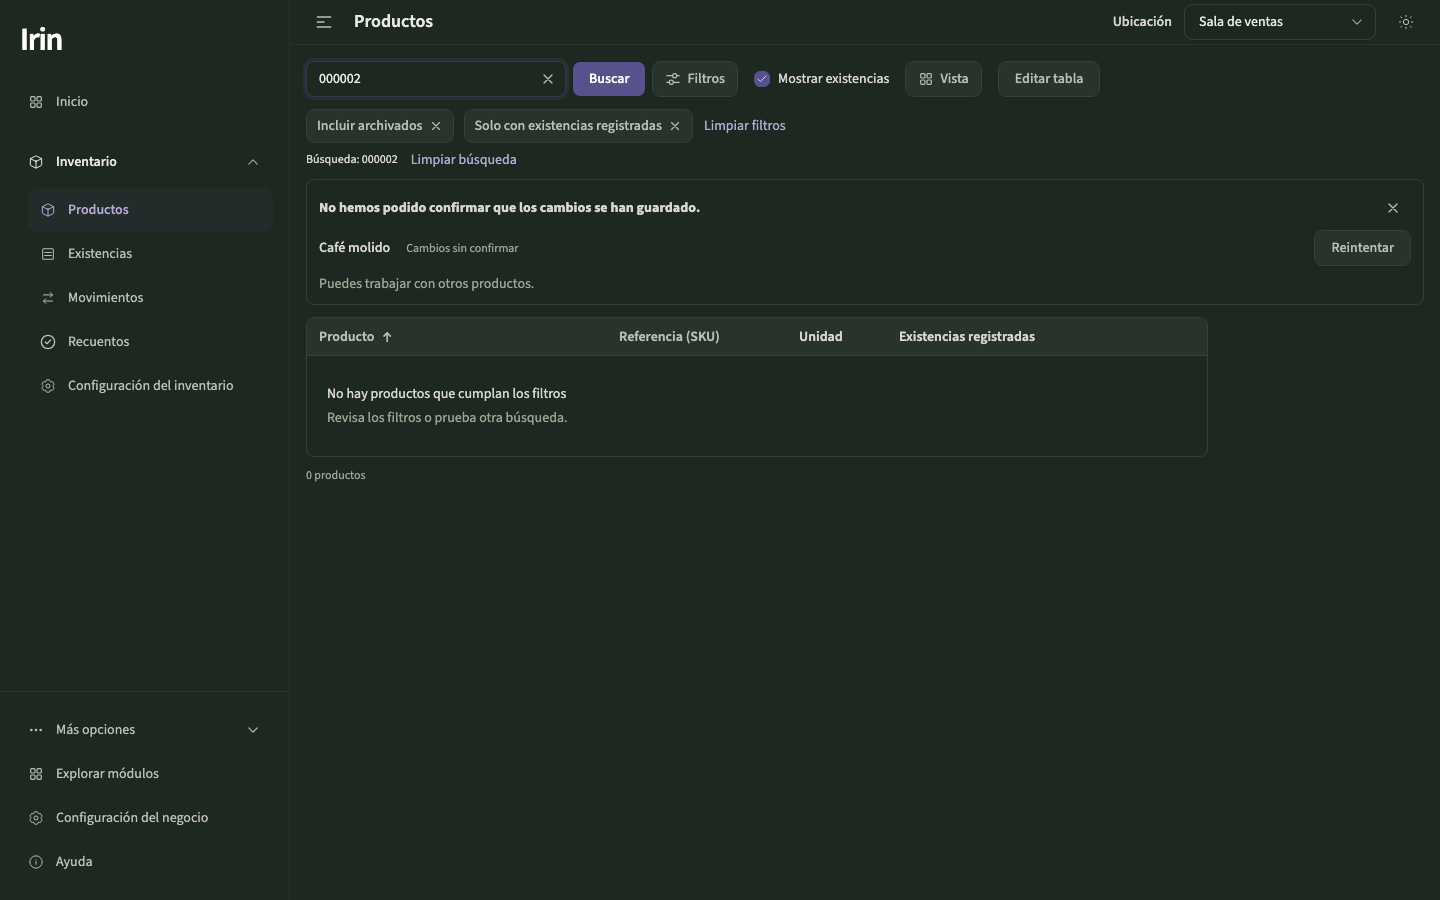 Irin
Productos
Ubicación
Sala de ventas
Inicio
Inventario
Productos
Existencias
Movimientos
Recuentos
Configuración del inventario
Más opciones
Explorar módulos
Configuración del negocio
Ayuda
000002
Buscar
Filtros
Mostrar existencias
Vista
Editar tabla
Incluir archivados
Solo con existencias registradas
Limpiar filtros
Búsqueda: 000002
Limpiar búsqueda
No hemos podido confirmar que los cambios se han guardado.
Café molido
Cambios sin confirmar
Reintentar
Puedes trabajar con otros productos.
Producto
Referencia (SKU)
Unidad
Existencias registradas
No hay productos que cumplan los filtros
Revisa los filtros o prueba otra búsqueda.
0 productos